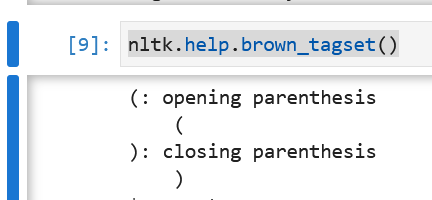 [9]: nltk.help.brown_tagset()
(: opening parenthesis
(
): closing parenthesis
)